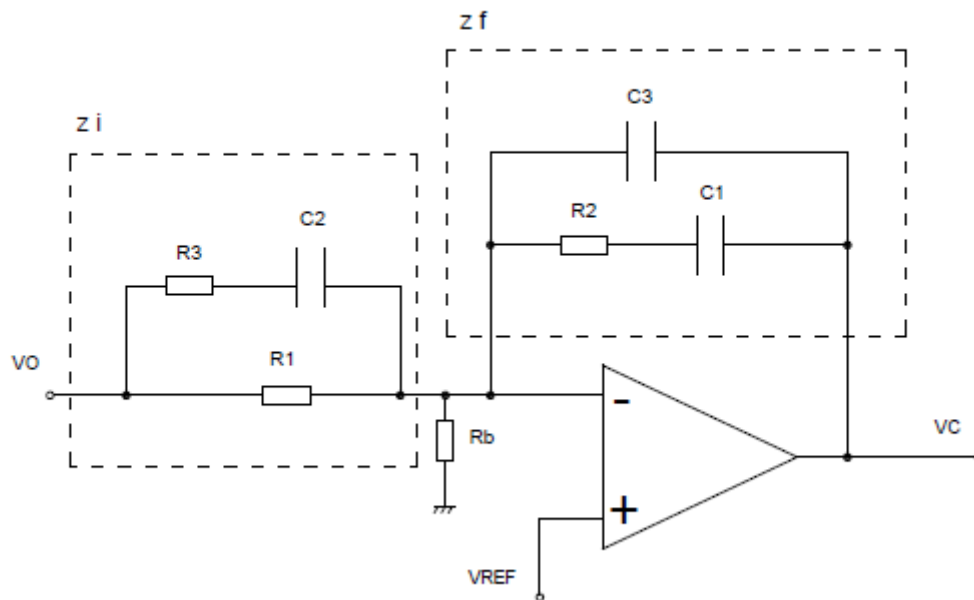 z f
C3
z i
C1
R2
C2
R3
R1
VO
-
Rb
VC
+
VREF